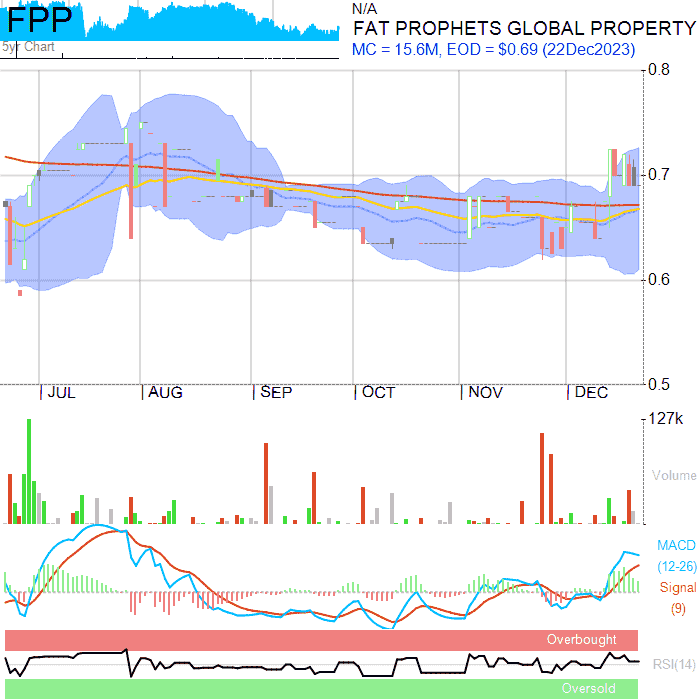 FPP
5yr Chart
N/A
FAT PROPHETS GLOBAL PROPERTY
MC = 15.6M, EOD = $0.69 (22Dec2023)
0.8
0.7
0.6
0.5
JUL AUG SEP OCT NOV DEC
127k
Volume
MACD
(12-26)
Signal
(9)
Overbought
RSI(14)
Oversold